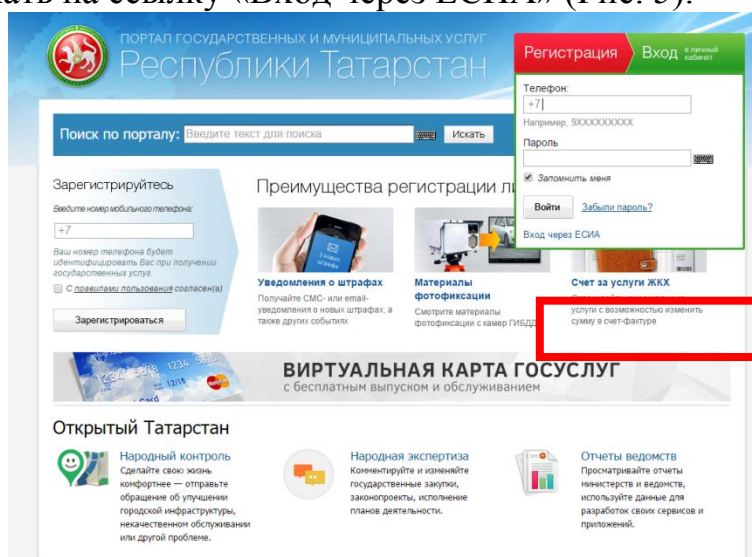 ать на ссылку «Вход через ЕСИА» (Рис. 3).
ПОРТАЛ ГОСУДАРСТВЕННЫХ И МУНИЦИПАЛЬНЫХ УСЛУГ
Республики Татарстан
Регистрация
Вход в личный кабинет
Телефон:
+7
Например, 9XXXXXXXXX
Пароль
Запомнить меня
Войти Забыли пароль?
Вход через ЕСИА
Поиск по порталу: Введите текст для поиска Искать
Зарегистрируйтесь
Введите номер мобильного телефона:
+7
Ваш номер телефона будет
идентифицировать Вас при получении
государственных услуг
С правилами пользования согласен(а)
Зарегистрироваться
Преимущества регистрации
3 новых
штрафа
Уведомления о штрафах
Получайте СМС- или email-
уведомления о новых штрафах, а
также других событиях
Материалы
фотофиксации
Смотрите материалы
фотофиксации с камер ГИБДД
Счет за услуги ЖКХ
услуги с возможностью изменить
сумму в счет-фактуре
1234
12/18
Card
ВИРТУАЛЬНАЯ КАРТА ГОСУСЛУГ
с бесплатным выпуском и обслуживанием
Открытый Татарстан
Народный контроль
Сделайте свою жизнь
комфортнее — отправьте
обращение об улучшении
городской инфраструктуры,
некачественном обслуживании
или другой проблеме.
Народная экспертиза
Комментируйте и изменяйте
государственные закупки,
законопроекты, исполнение
планов деятельности.
Отчеты ведомств
Просматривайте отчеты
министерств и ведомств,
используйте данные для
разработок своих сервисов и
приложений.